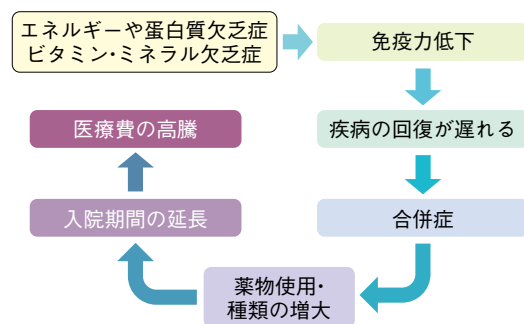 エネルギーや蛋白質欠乏症
ビタミン・ミネラル欠乏症
免疫力低下
疾病の回復が遅れる
合併症
薬物使用・
種類の増大
入院期間の延長
医療費の高騰